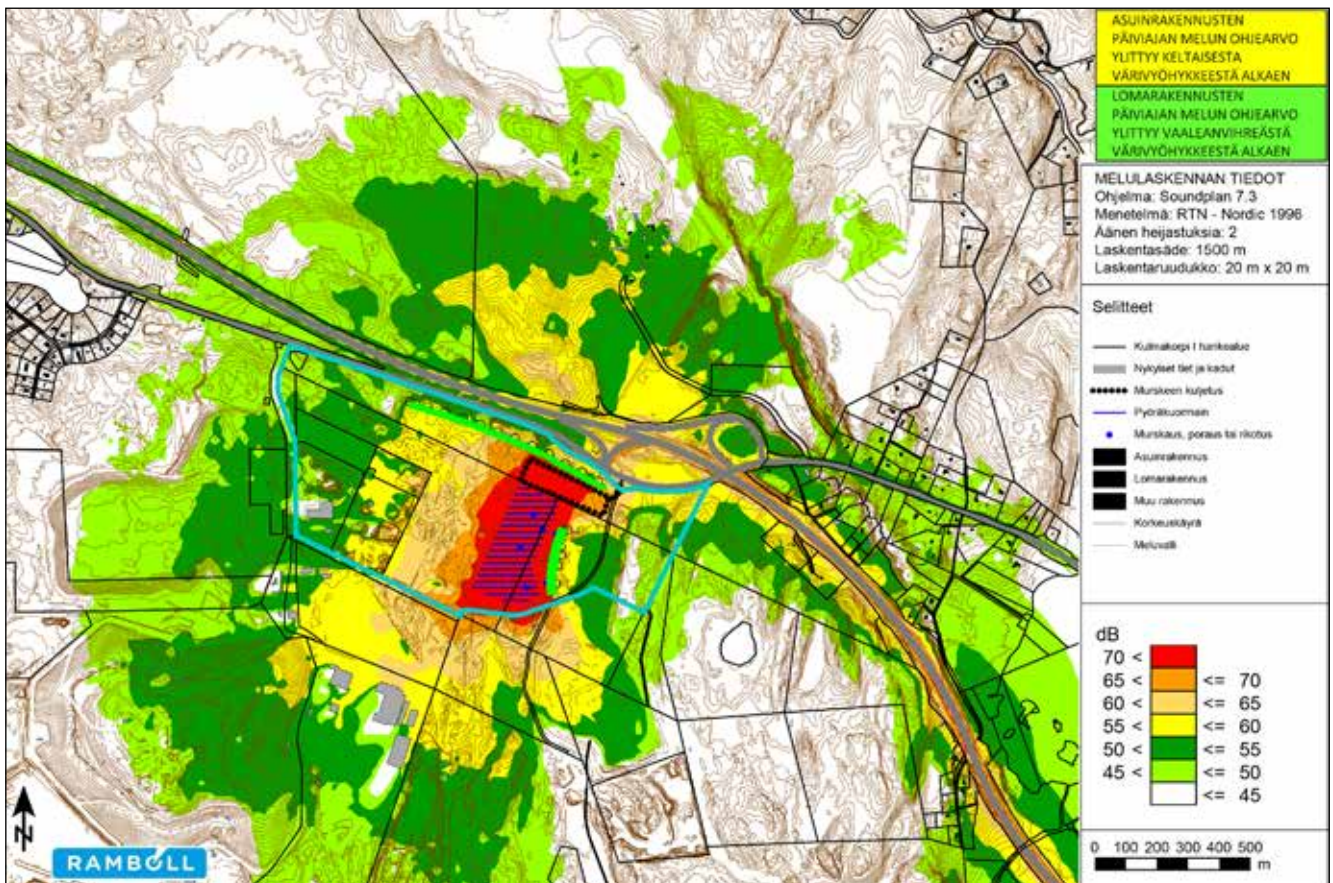 ASUINRAKENNUSTEN
PÄIVIAJAN MELUN OHJEARVO
YLITTYY KELTAISESTA
VÄRIVYÖHYKKEESTÄ ALKAEN
LOMARAKENNUSTEN
PÄIVIAJAN MELUN OHJEARVO
YLITTYY VAALEANVIHREÄSTÄ
VÄRIVYÖHYKKEESTÄ ALKAEN
MELULASKENNAN TIEDOT
Ohjelma: Soundplan 7.3
Menetelmä: RTN - Nordic 1996
Äänen heijastuksia: 2
Laskentasäde: 1500 m
Laskentaruudukko: 20 m x 20 m
Selitteet
Kulmakorpi I hankealue
Nykyiset tiet ja kadut
Murskeen kuljetus
Pyöräkuormain
Murskaus, poraus tai rikotus
Asuinrakennus
Lomarakennus
Muu rakennus
Korkeuskäyrä
Meluvalli
dB
70 <
65 < <= 70
60 < <= 65
55 < <= 60
50 < <= 55
45 < <= 50
<= 45
0 100 200 300 400 500
m
N
RAMBOLL